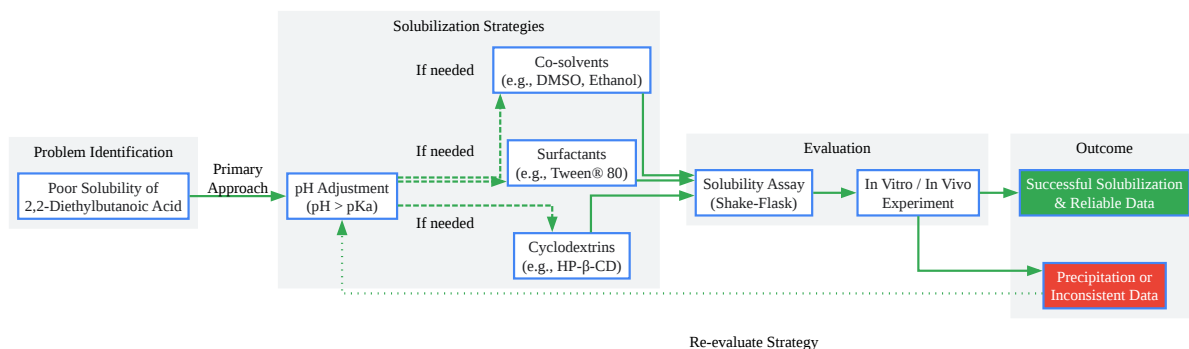 Solubilization Strategies
Co-solvents
(e.g., DMSO, Ethanol)
If needed
Problem Identification
Poor Solubility of
2,2-Diethylbutanoic Acid
Primary
Approach
pH Adjustment
(pH > pKa)
If needed
Surfactants
(e.g., Tween® 80)
If needed
Cyclodextrins
(e.g., HP-β-CD)
Evaluation
Solubility Assay
(Shake-Flask)
In Vitro / In Vivo
Experiment
Outcome
Successful Solubilization
& Reliable Data
Precipitation or
Inconsistent Data
Re-evaluate Strategy